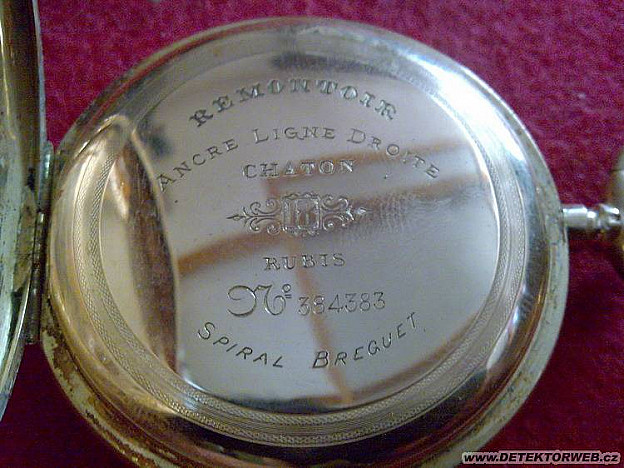 REMONTOIR
ANCRE LIGNE DROITE
CHATON
RUBIS
Nº 384383
SPIRAL BREGUET
www.DETEKTORWEB.cz